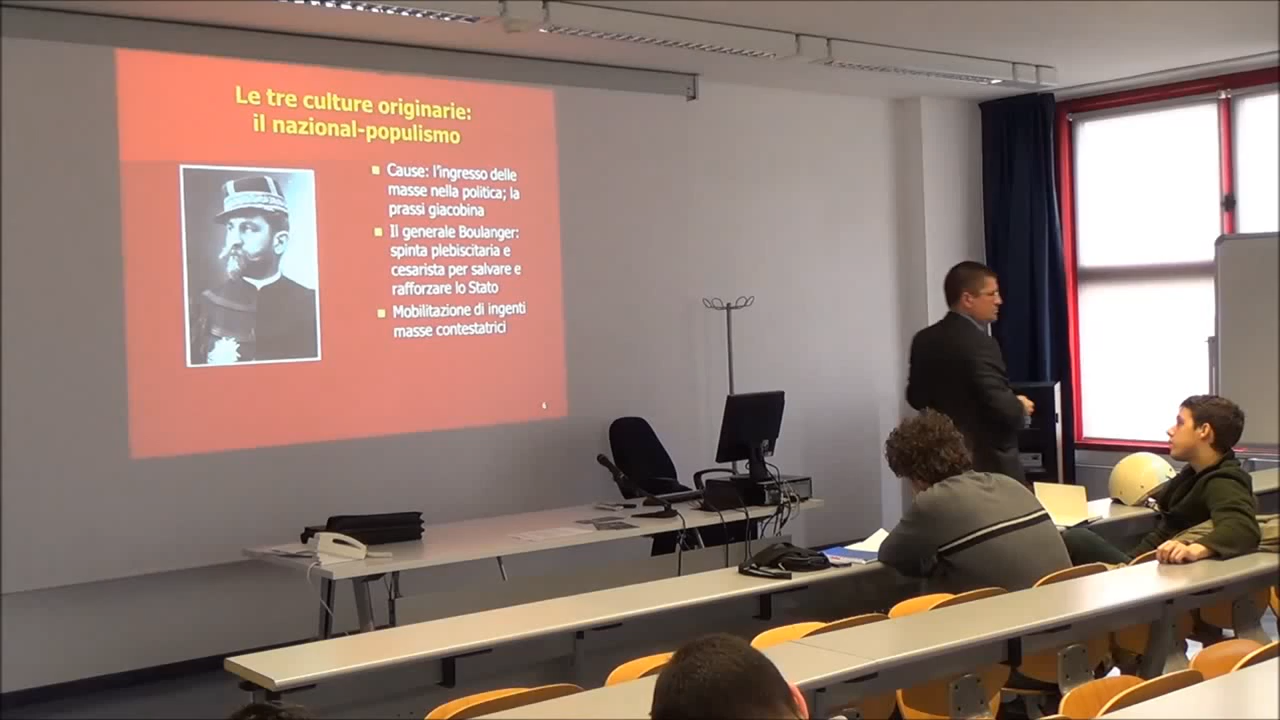 Le tre culture originarie:
il nazional-populismo
Cause: l'ingresso delle
masse nella politica; la
prassi giacobina
Il generale Boulanger:
spinta plebiscitaria e
cesarista per salvare e
rafforzare lo Stato
Mobilitazione di ingenti
masse contestatrici